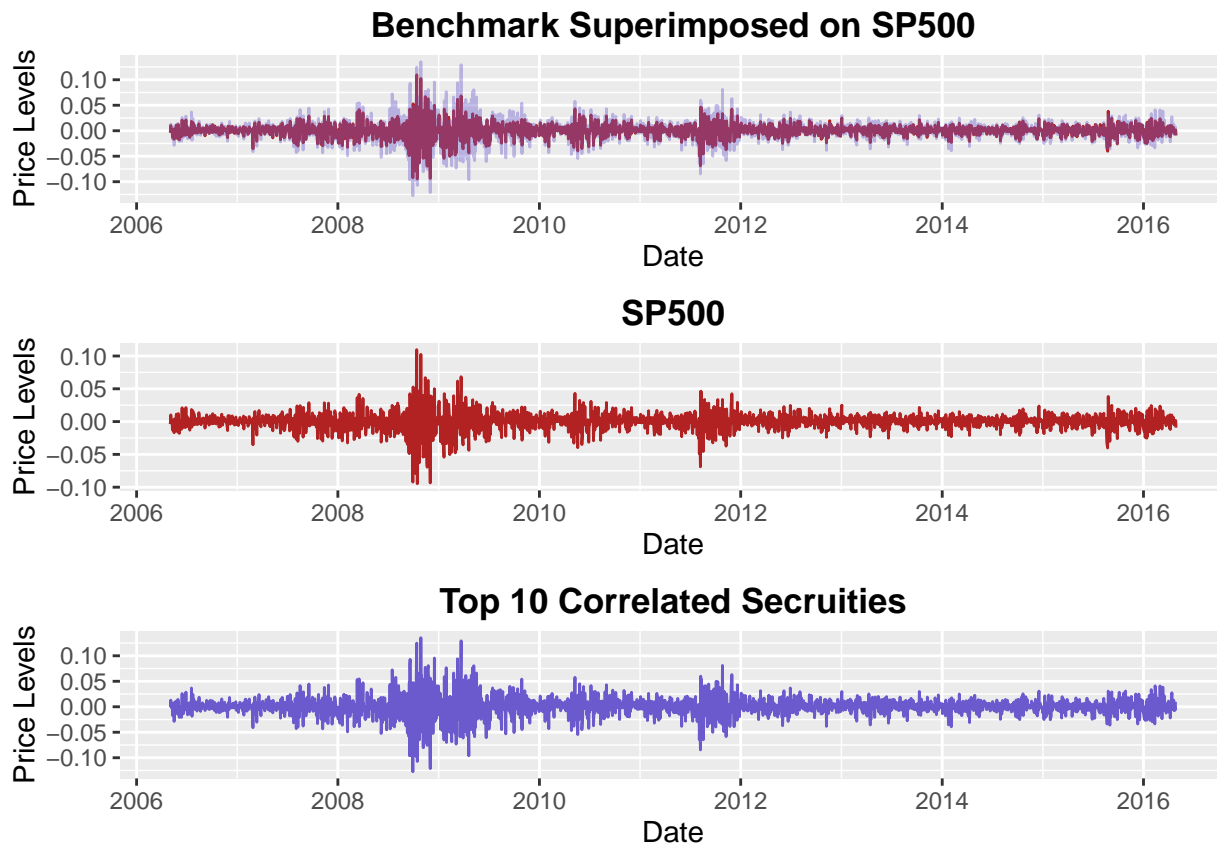 Benchmark Superimposed on SP500
Price Levels
0.10
0.05
0.00
−0.05
−0.10
2006 2008 2010 2012 2014 2016
Date
SP500
Price Levels
0.10
0.05
0.00
−0.05
−0.10
2006 2008 2010 2012 2014 2016
Date
Top 10 Correlated Secruities
Price Levels
0.10
0.05
0.00
−0.05
−0.10
2006 2008 2010 2012 2014 2016
Date